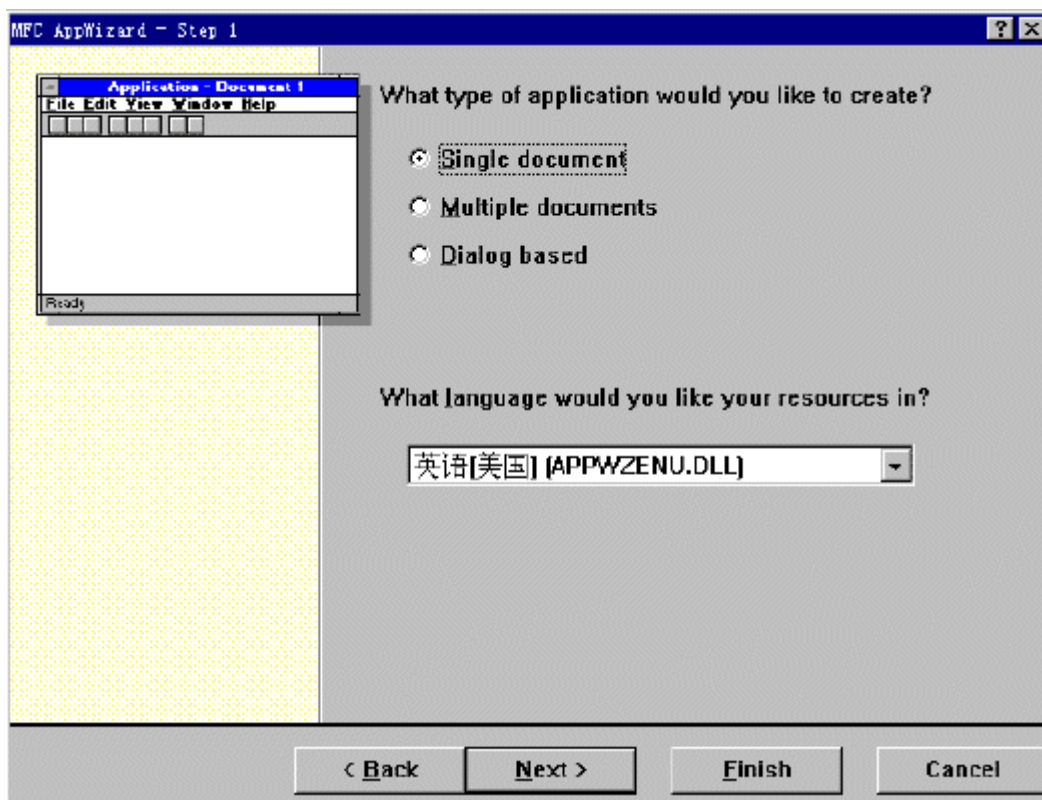 MFC AppWizard - Step 1
Application - Document 1
File Edit View Window Help
Ready
What type of application would you like to create?
Single document
Multiple documents
Dialog based
What language would you like your resources in?
英语[美国] (APPWZENU.DLL)
< Back Next > Finish Cancel